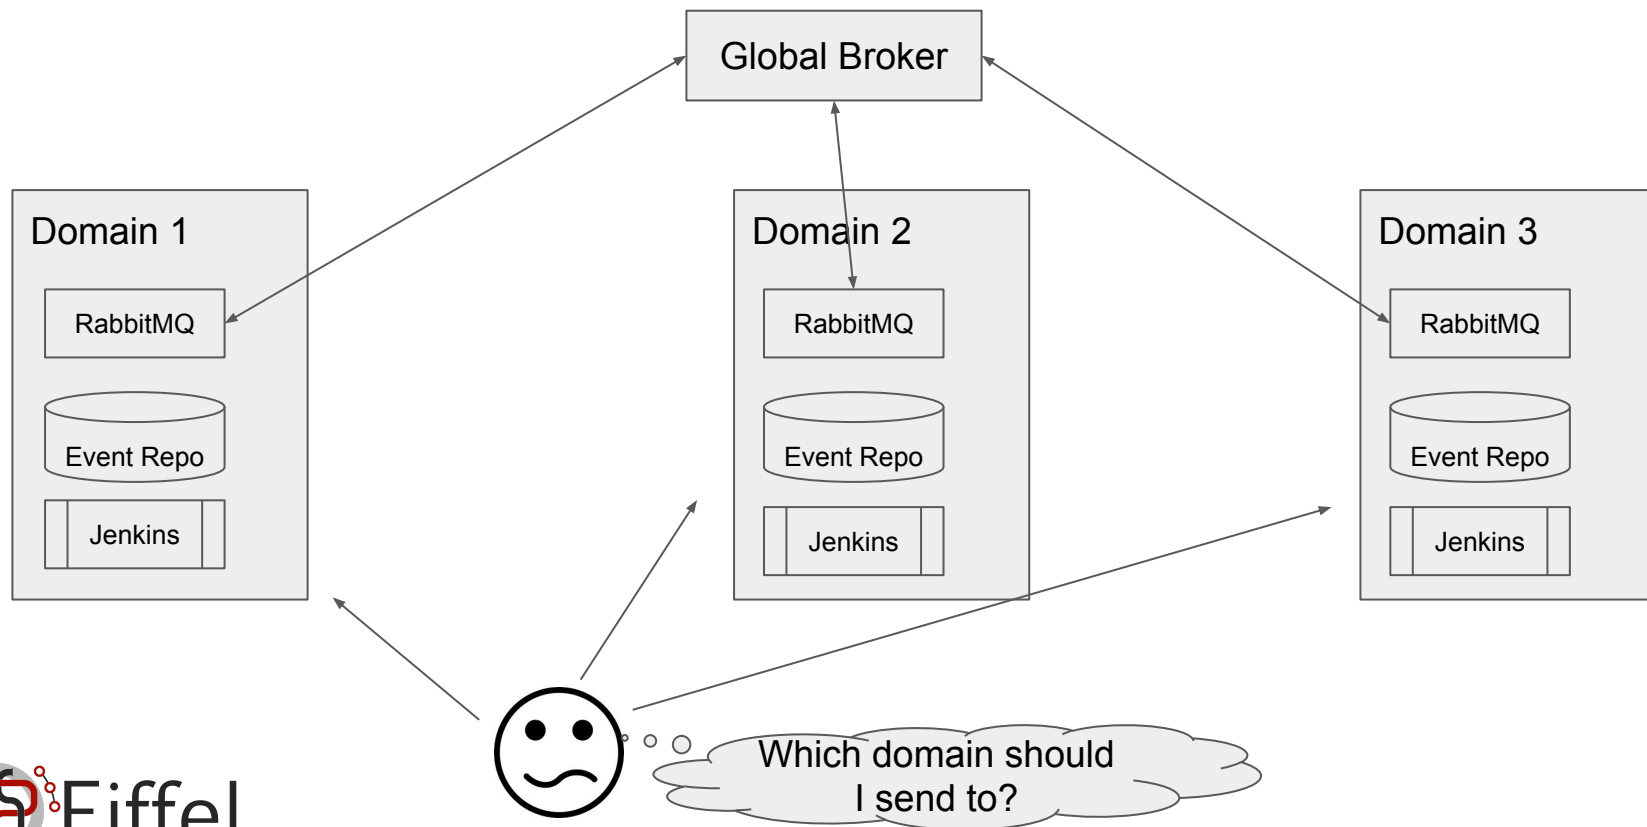 Global Broker
Domain 1
Domain 2
Domain 3
RabbitMQ
RabbitMQ
RabbitMQ
Event Repo
Event Repo
Event Repo
Jenkins
Jenkins
Jenkins
Which domain should
I send to?
Eiffel